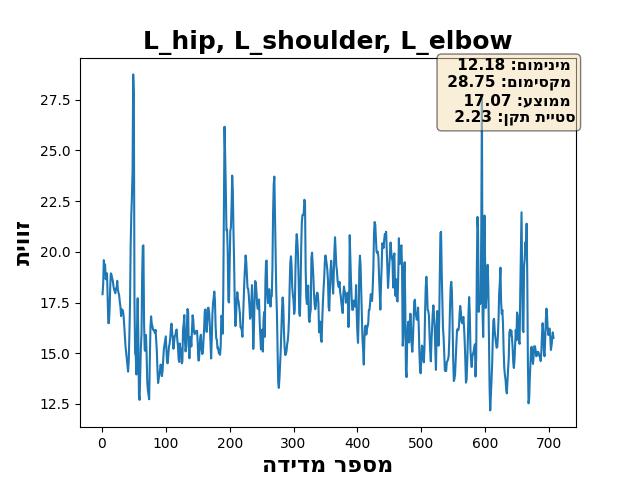 L_hip, L_shoulder, L_elbow
מינימום: 12.18
מקסימום: 28.75
ממוצע: 17.07
סטיית תקן: 2.23
זווית
27.5
25.0
22.5
20.0
17.5
15.0
12.5
0 100 200 300 400 500 600 700
מספר מדידה